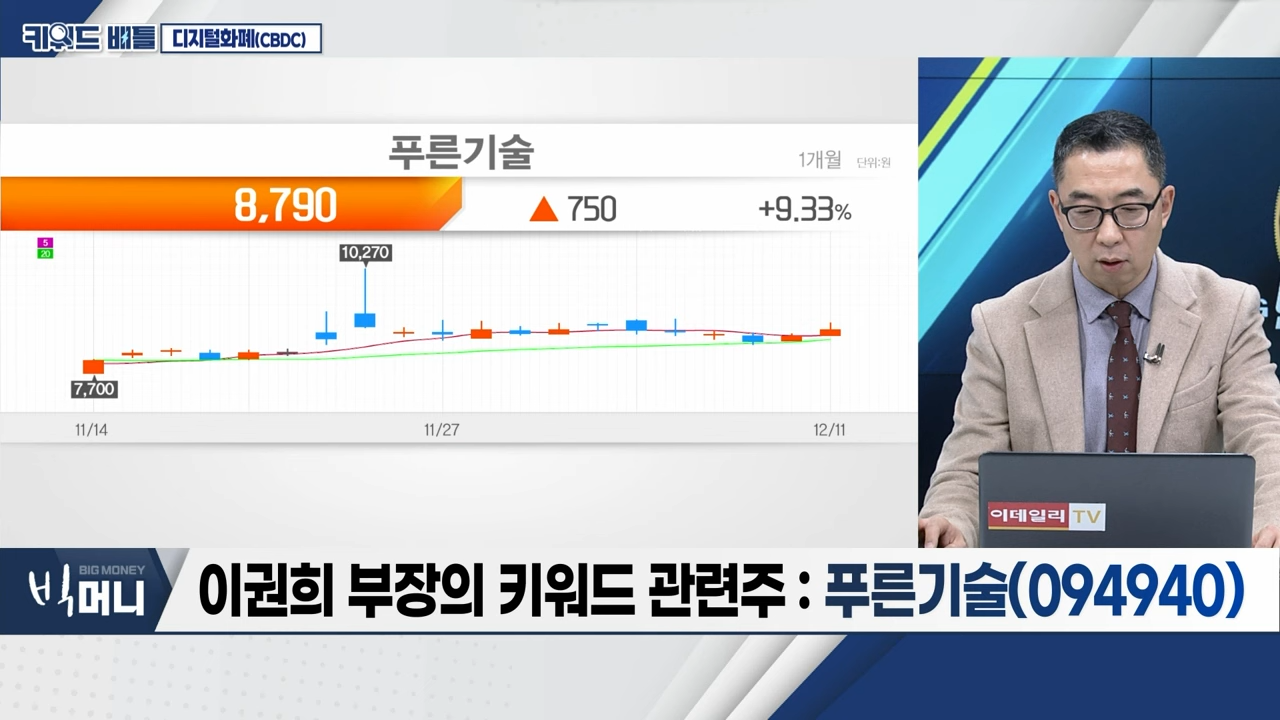 키워드 배틀 디지털화폐(CBDC)
푸른기술
1개월 단위:원
8,790 ▲ 750 +9.33%
5
20
10,270
7,700
11/14 11/27 12/11
이데일리 TV
빅머니 BIG MONEY
이권희 부장의 키워드 관련주 : 푸른기술(094940)